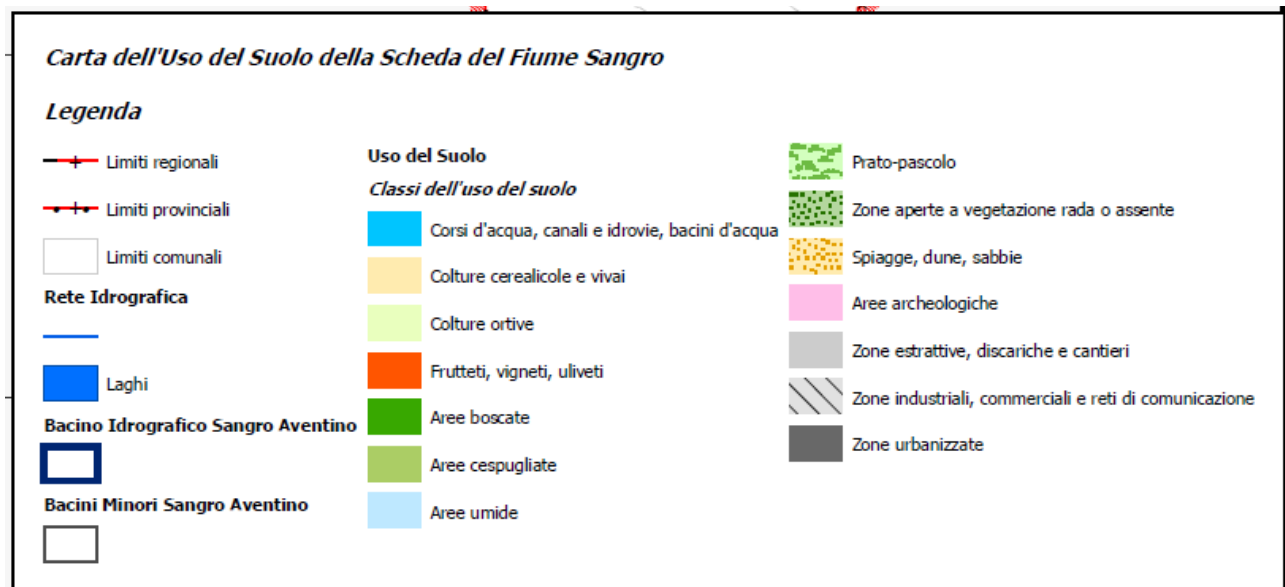 Carta dell'Uso del Suolo della Scheda del Fiume Sangro
Legenda
Limiti regionali
Limiti provinciali
Limiti comunali
Rete Idrografica
Laghi
Bacino Idrografico Sangro Aventino
Bacini Minori Sangro Aventino
Uso del Suolo
Classi dell'uso del suolo
Corsi d'acqua, canali e idrovie, bacini d'acqua
Colture cerealicole e vivai
Colture ortive
Frutteti, vigneti, uliveti
Aree boscate
Aree cespugliate
Aree umide
Prato-pascolo
Zone aperte a vegetazione rada o assente
Spiagge, dune, sabbie
Aree archeologiche
Zone estrattive, discariche e cantieri
Zone industriali, commerciali e reti di comunicazione
Zone urbanizzate